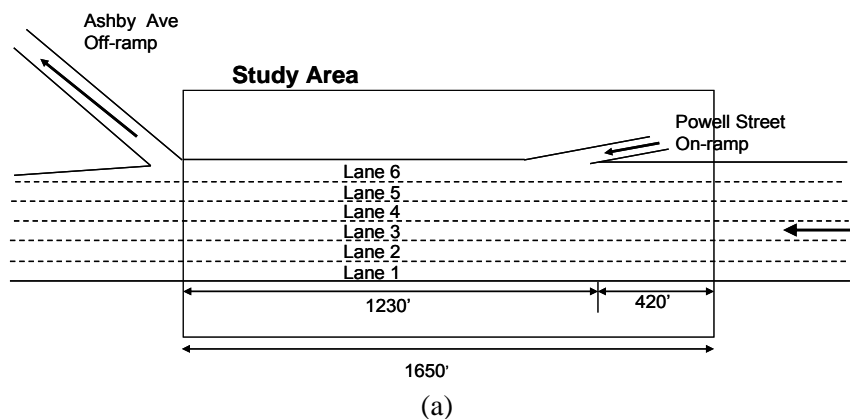 Ashby Ave
Off-ramp
Study Area
Powell Street
On-ramp
Lane 6
Lane 5
Lane 4
Lane 3
Lane 2
Lane 1
1230'
420'
1650'
(a)